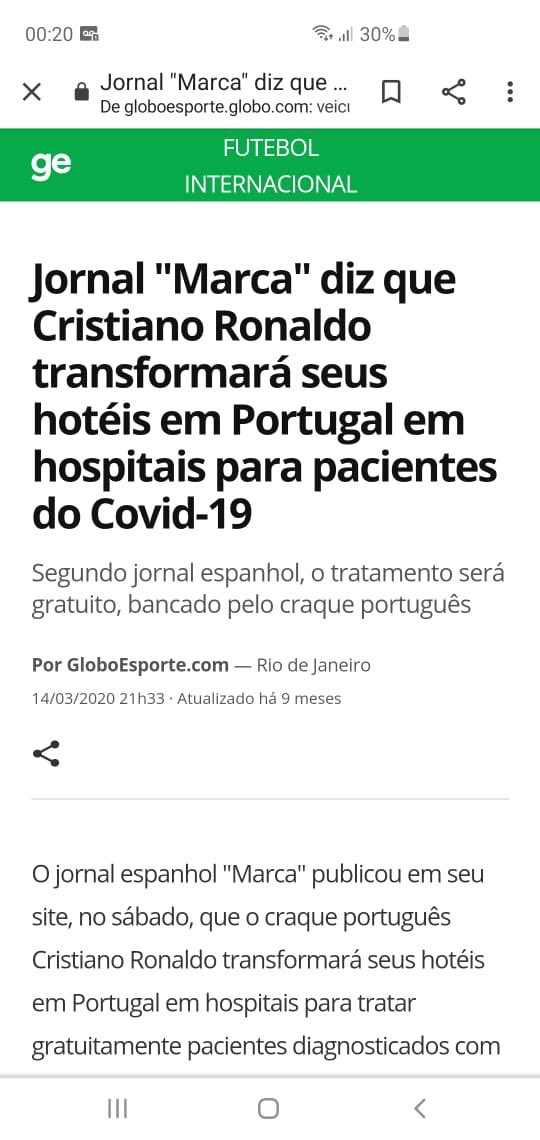 00:20
30%
Jornal "Marca" diz que ...
De globoesporte.globo.com: veicu
ge
FUTEBOL
INTERNACIONAL
Jornal "Marca" diz que
Cristiano Ronaldo
transformará seus
hotéis em Portugal em
hospitais para pacientes
do Covid-19
Segundo jornal espanhol, o tratamento será
gratuito, bancado pelo craque português
Por GloboEsporte.com — Rio de Janeiro
14/03/2020 21h33 · Atualizado há 9 meses
O jornal espanhol "Marca" publicou em seu
site, no sábado, que o craque português
Cristiano Ronaldo transformará seus hotéis
em Portugal em hospitais para tratar
gratuitamente pacientes diagnosticados com